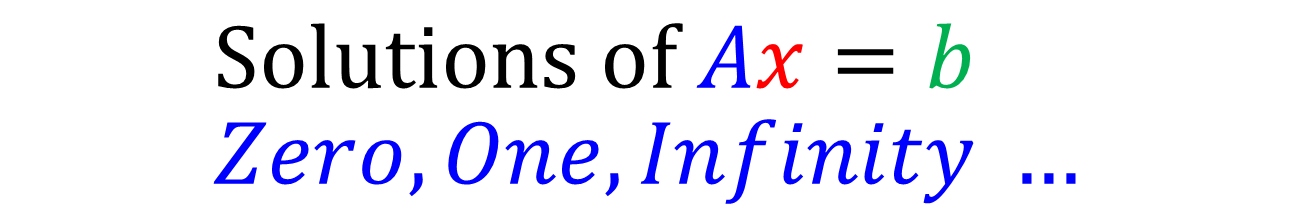 Solutions of Ax = b
Zero, One, Infinity ...